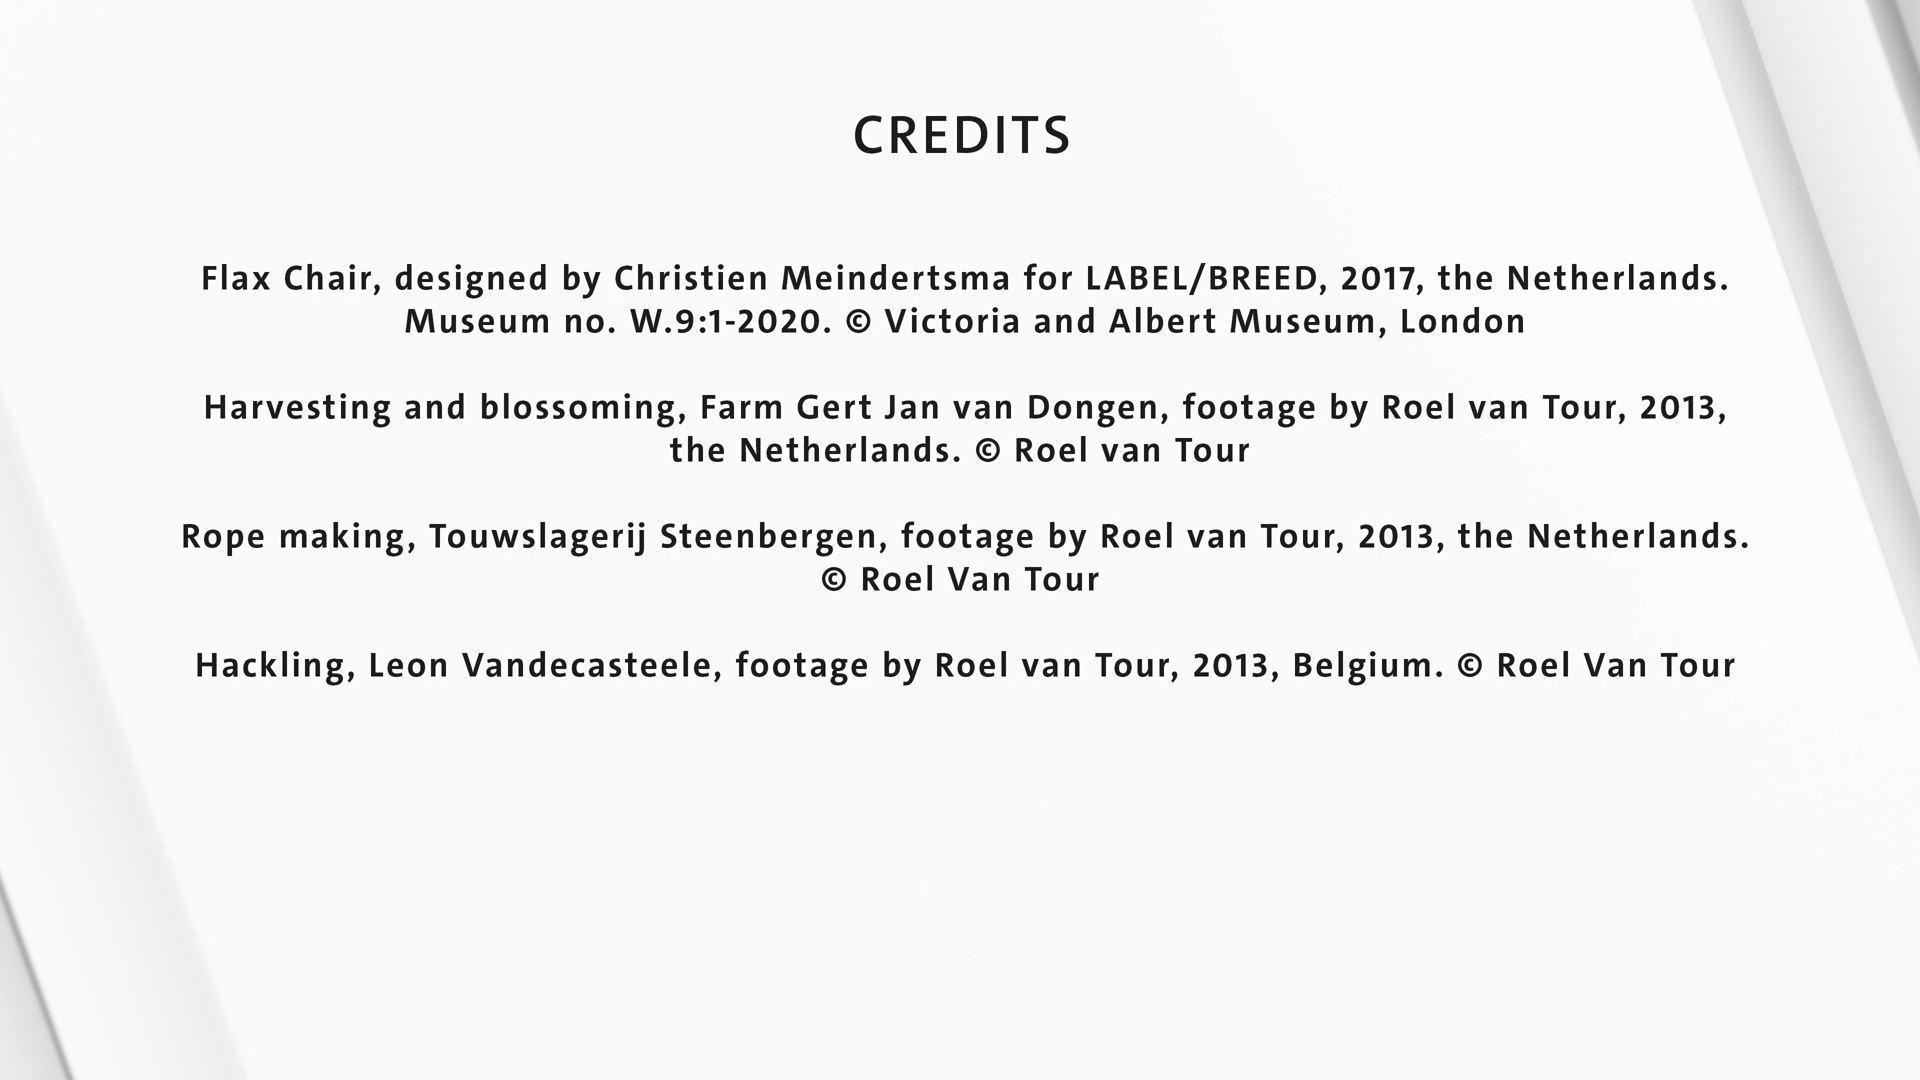 CREDITS
Flax Chair, designed by Christien Meindertsma for LABEL/BREED, 2017, the Netherlands.
Museum no. W.9:1-2020. © Victoria and Albert Museum, London
Harvesting and blossoming, Farm Gert Jan van Dongen, footage by Roel van Tour, 2013,
the Netherlands. © Roel van Tour
Rope making, Touwslagerij Steenbergen, footage by Roel van Tour, 2013, the Netherlands.
© Roel Van Tour
Hackling, Leon Vandecasteele, footage by Roel van Tour, 2013, Belgium. © Roel Van Tour